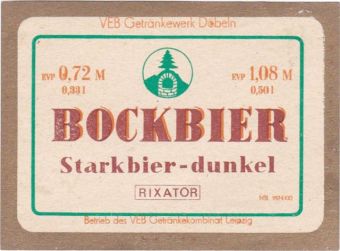 VEB Getränkewerk Döbeln
EVP 0,72 M
0,33 l
EVP 1,08 M
0,50 l
BOCKBIER
Starkbier-dunkel
RIXATOR
Betrieb des VEB Getränkekombinat Leipzig